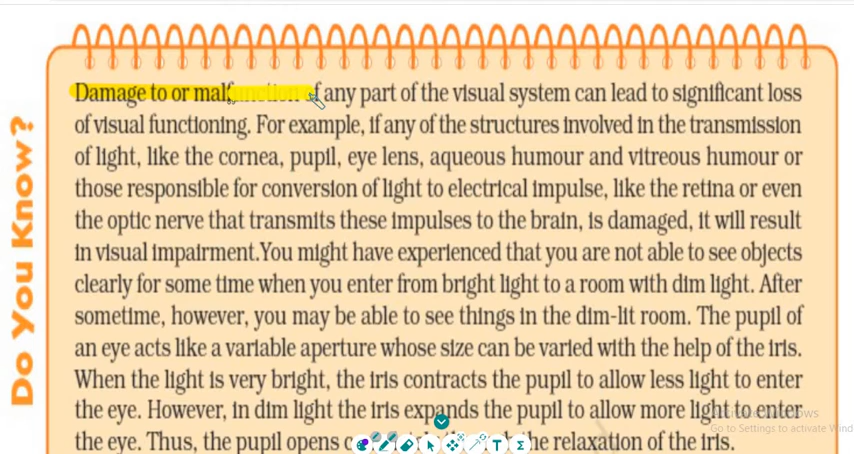 Do You Know?
Damage to or malfunction of any part of the visual system can lead to significant loss
of visual functioning. For example, if any of the structures involved in the transmission
of light, like the cornea, pupil, eye lens, aqueous humour and vitreous humour or
those responsible for conversion of light to electrical impulse, like the retina or even
the optic nerve that transmits these impulses to the brain, is damaged, it will result
in visual impairment.You might have experienced that you are not able to see objects
clearly for some time when you enter from bright light to a room with dim light. After
sometime, however, you may be able to see things in the dim-lit room. The pupil of
an eye acts like a variable aperture whose size can be varied with the help of the iris.
When the light is very bright, the iris contracts the pupil to allow less light to enter
the eye. However, in dim light the iris expands the pupil to allow more light to enter
the eye. Thus, the pupil opens the relaxation of the iris.
Go to Settings to activate Wind